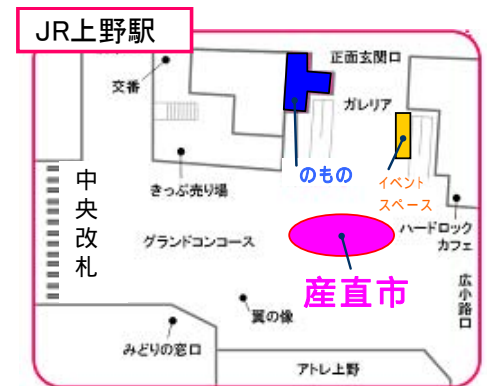 JR上野駅
正面玄関口
交番
ガレリア
のもの
イベント
スペース
きっぷ売り場
中央改札
グランドコンコース
ハードロック
カフェ
産直市
広小路口
翼の像
みどりの窓口
アトレ上野